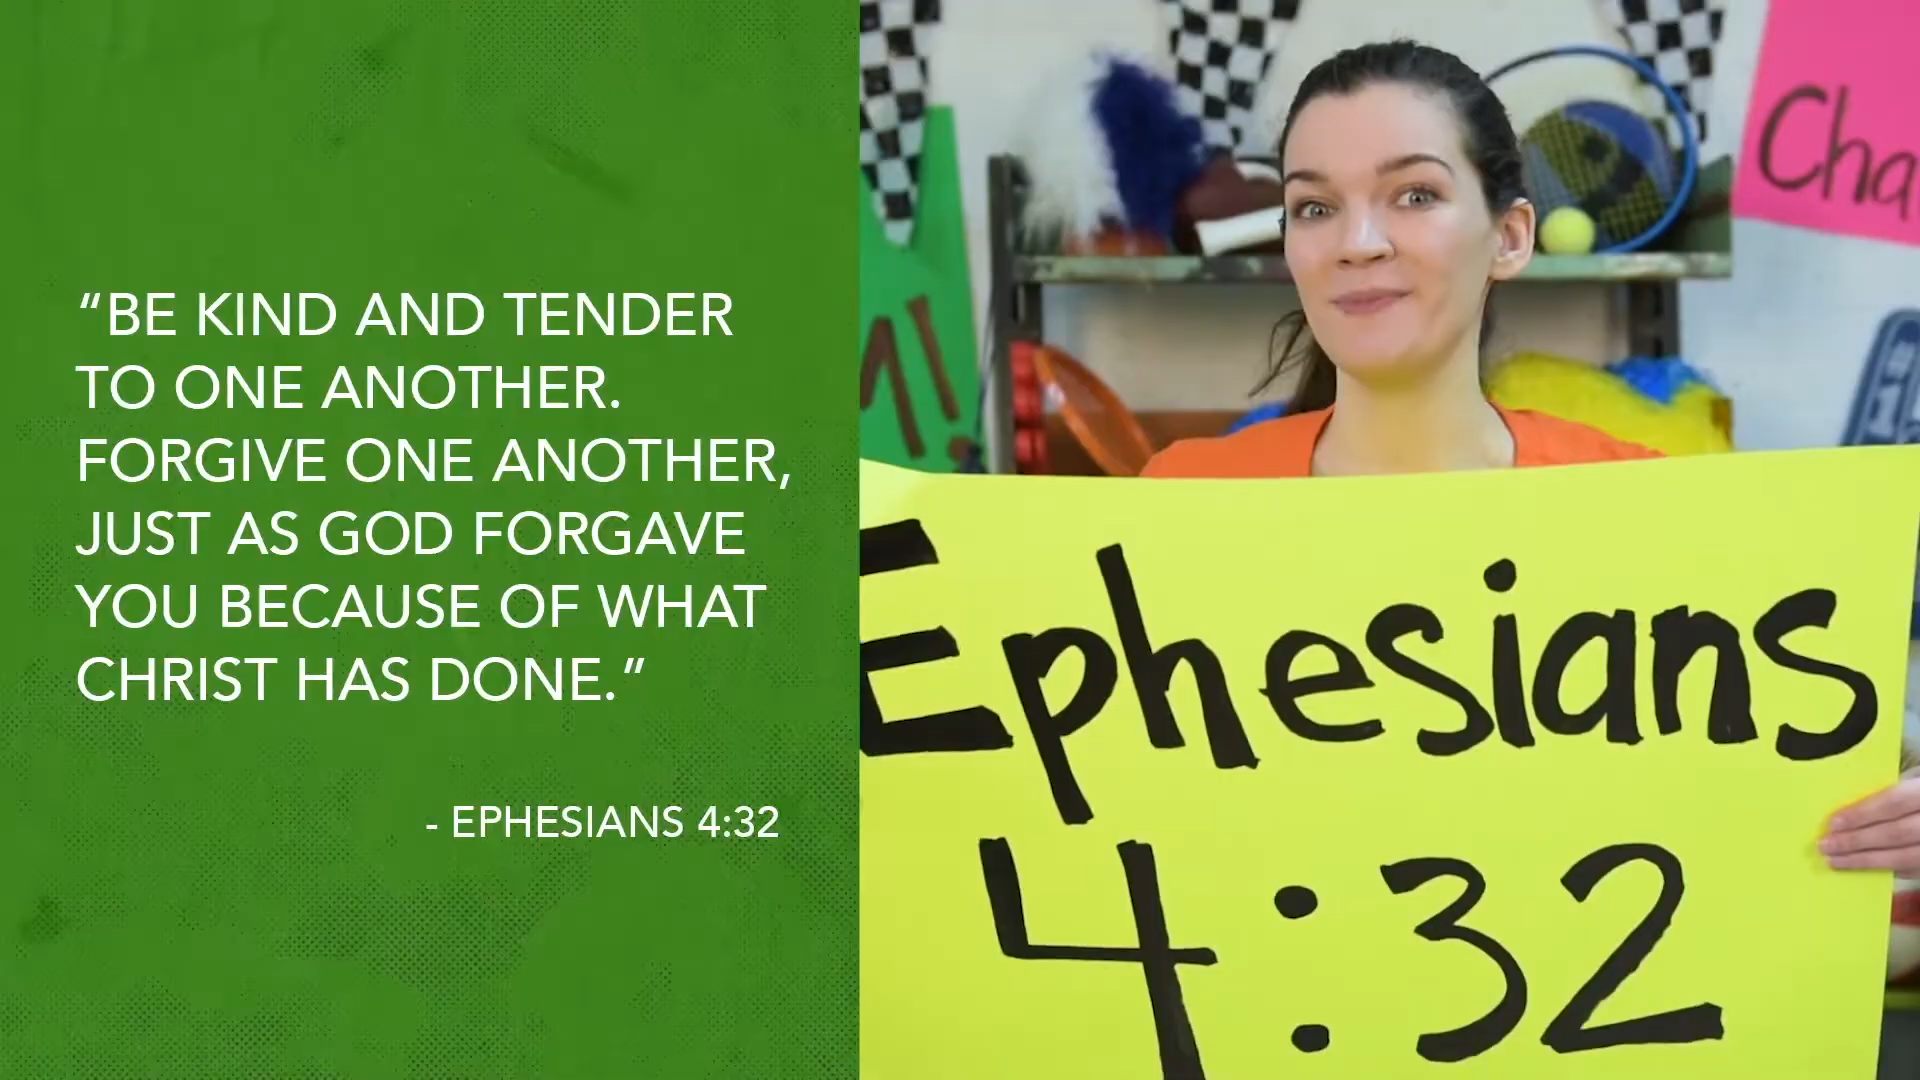 “BE KIND AND TENDER
TO ONE ANOTHER.
FORGIVE ONE ANOTHER,
JUST AS GOD FORGAVE
YOU BECAUSE OF WHAT
CHRIST HAS DONE.”
- EPHESIANS 4:32
Cha
M!
#1
Ephesians
4:32